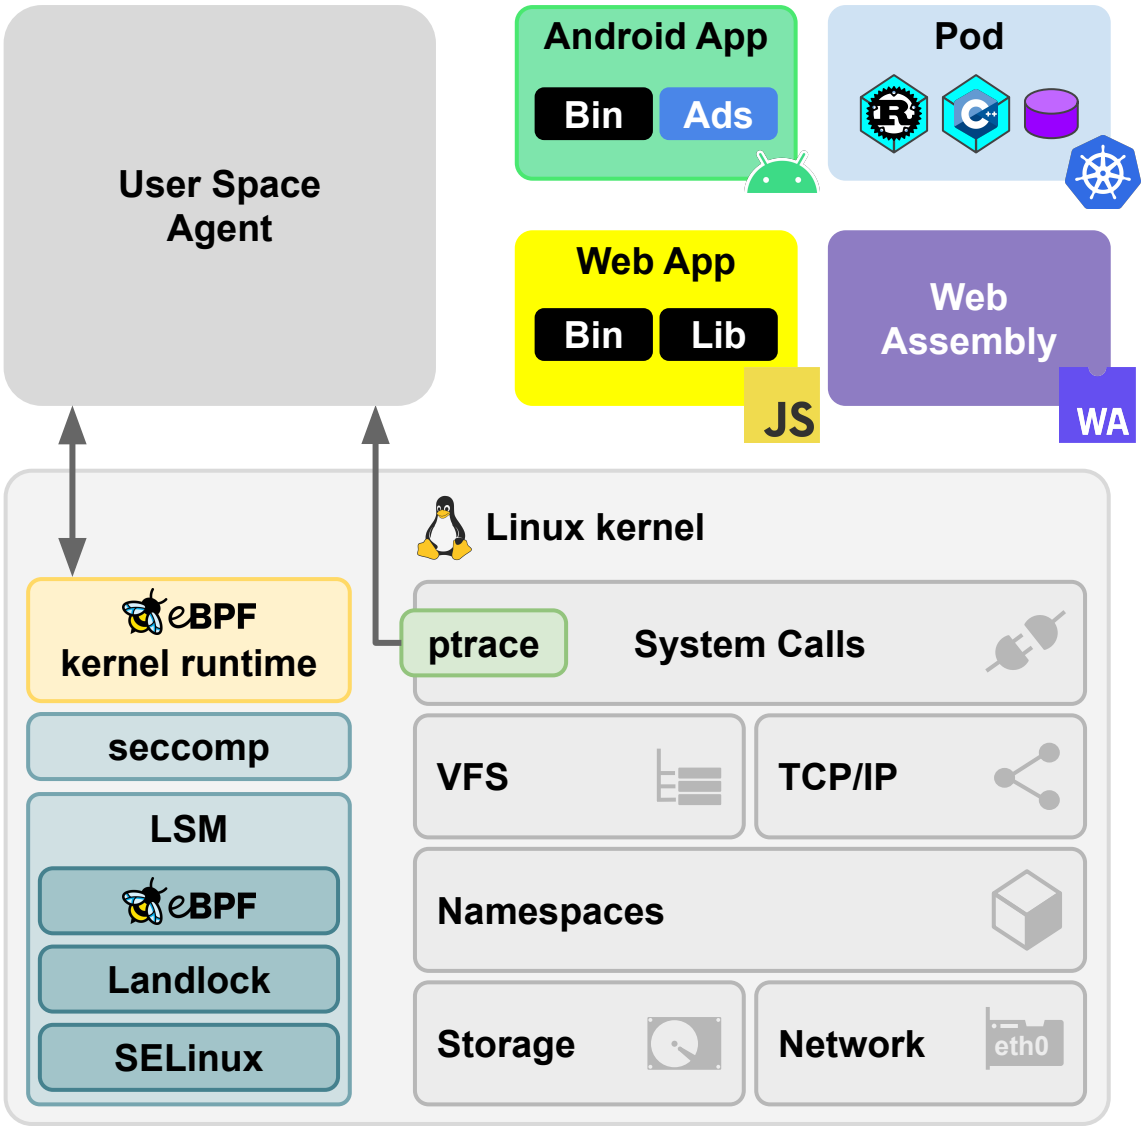 User Space
Agent
Android App
Bin
Ads
Pod
R
C++
Web App
Bin
Lib
JS
Web
Assembly
WA
Linux kernel
eBPF
kernel runtime
seccomp
LSM
eBPF
Landlock
SELinux
ptrace
System Calls
VFS
TCP/IP
Namespaces
Storage
Network
eth0